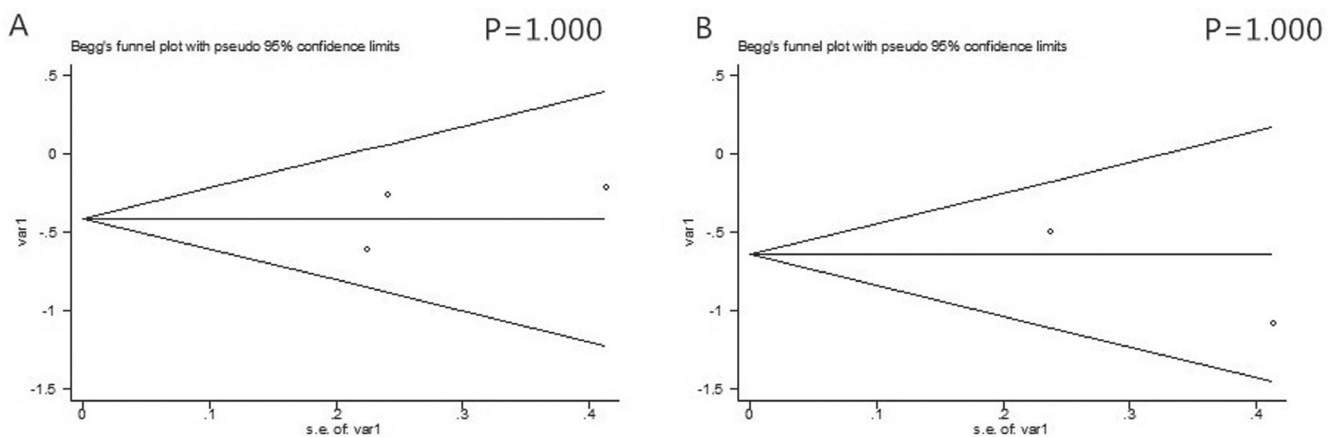 A
P=1.000
Begg's funnel plot with pseudo 95% confidence limits
.5
0
-.5
-1
-1.5
var1
0 .1 .2 .3 .4
s.e. of: var1
B
P=1.000
Begg's funnel plot with pseudo 95% confidence limits
.5
0
-.5
-1
-1.5
var1
0 .1 .2 .3 .4
s.e. of: var1